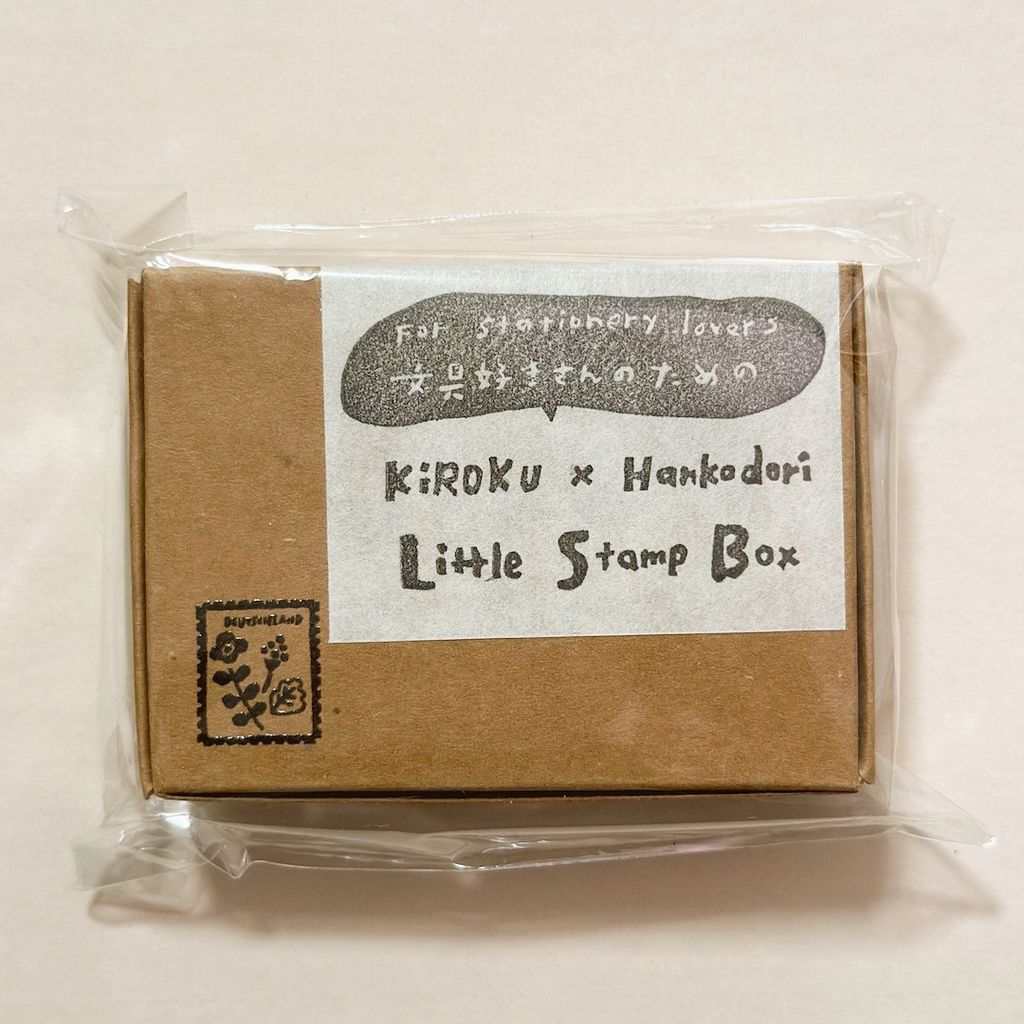 For stationery lovers
文具好きさんのための
KiROKU × Hankodori
Little Stamp Box
DEUTSCHLAND